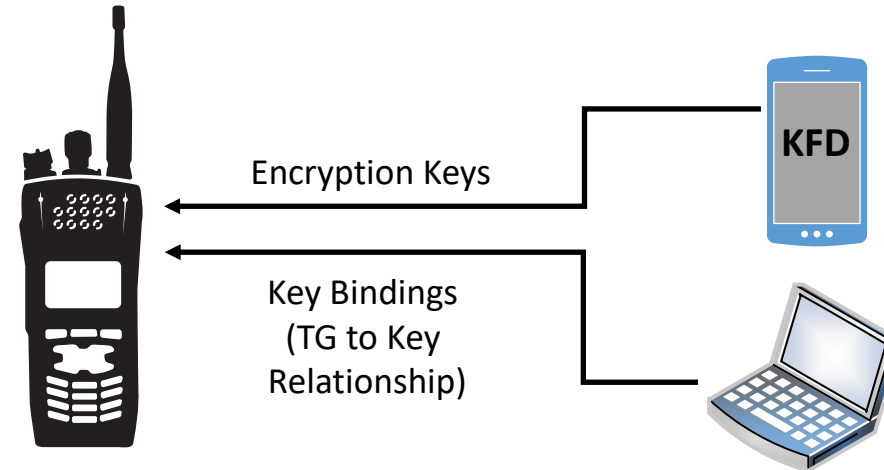 KFD
Encryption Keys
Key Bindings
(TG to Key
Relationship)